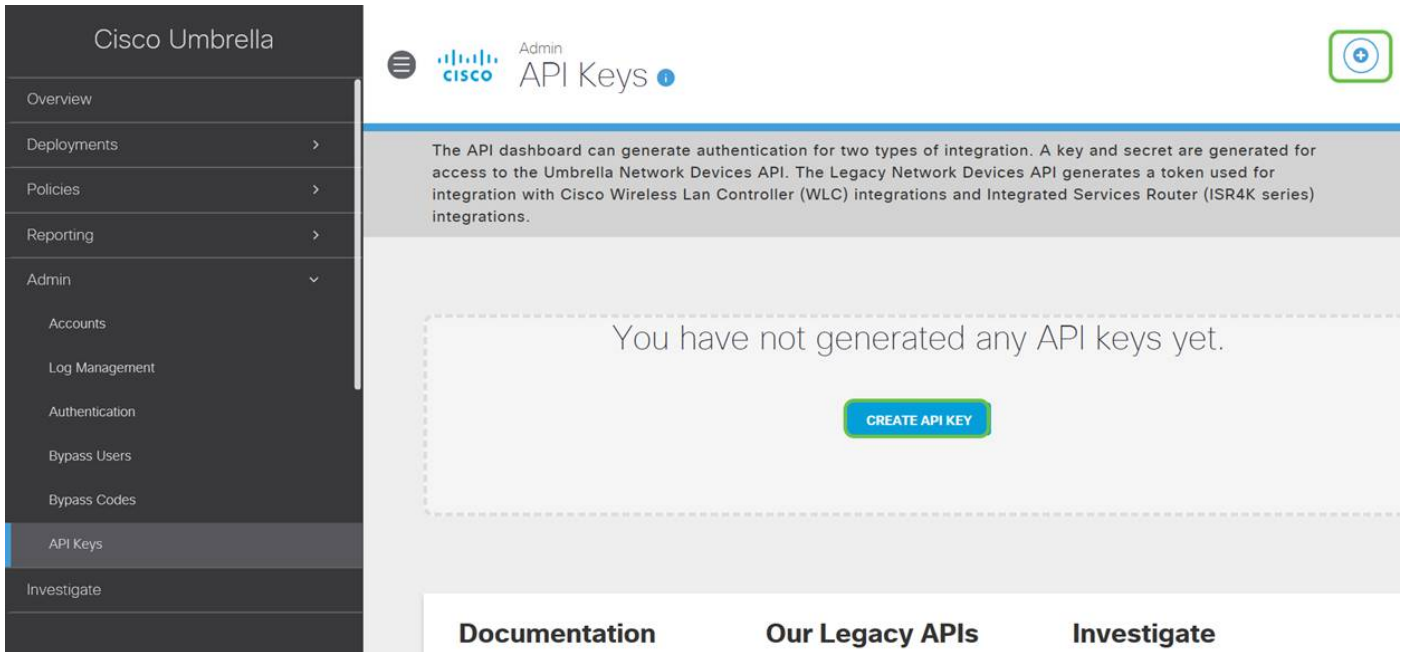 Cisco Umbrella
Overview
Deployments
Policies
Reporting
Admin
Accounts
Log Management
Authentication
Bypass Users
Bypass Codes
API Keys
Investigate
CISCO
Admin
API Keys
The API dashboard can generate authentication for two types of integration. A key and secret are generated for
access to the Umbrella Network Devices API. The Legacy Network Devices API generates a token used for
integration with Cisco Wireless Lan Controller (WLC) integrations and Integrated Services Router (ISR4K series)
integrations.
You have not generated any API keys yet.
CREATE API KEY
Documentation
Our Legacy APIs
Investigate